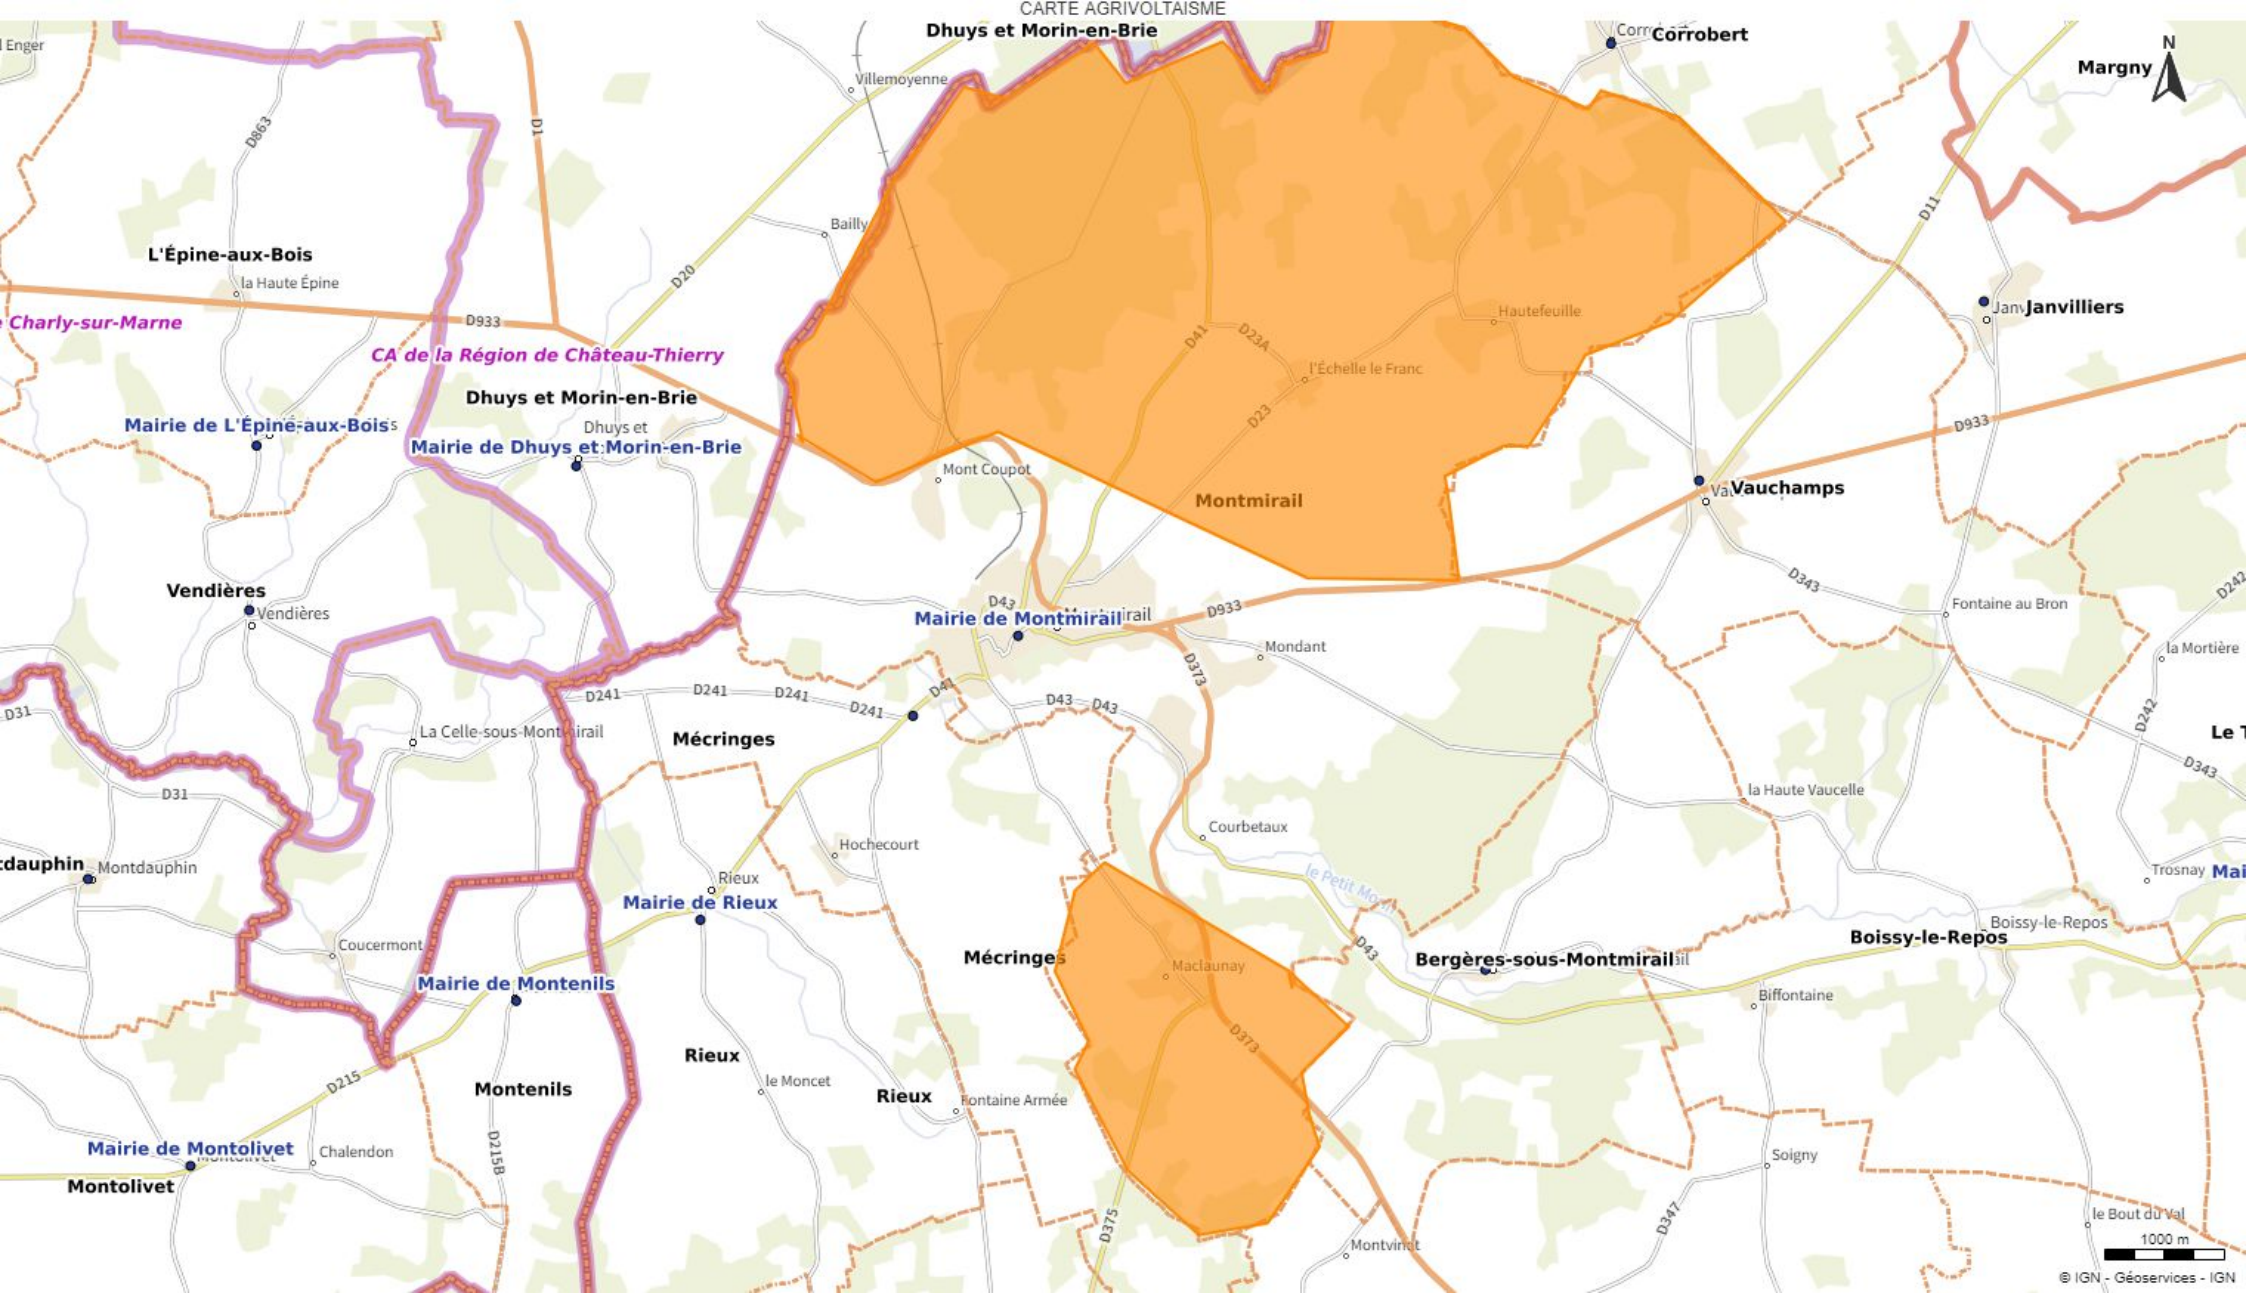 CARTE AGRIVOLTAISME
Dhuys et Morin-en-Brie
Corrobert
Enger
N
Margny
Villemoyenne
D863
D1
Bailly
D11
L'Épine-aux-Bois
la Haute Épine
D20
Charly-sur-Marne
D933
CA de la Région de Château-Thierry
D41
D23A
Hautefeuille
Janvilliers
l'Échelle le Franc
Dhuys et Morin-en-Brie
Mairie de L'Épine-aux-Bois
Dhuys et
Mairie de Dhuys et Morin-en-Brie
D23
D933
Mont Coupot
Montmirail
Vauchamps
Vendières
Vendières
D343
D242
D43
Mairie de Montmirail
D933
Fontaine au Bron
Mondant
la Mortière
D373
D31
D241
D241
D241
D241
D41
D43
D43
D242
La Celle-sous-Montmirail
Mécringes
Le T
D343
D31
la Haute Vaucelle
Courbetaux
Hochecourt
tdauphin
Montdauphin
Rieux
Mairie de Rieux
le Petit Morin
Trosnay
Mai
Coucermont
Mécringes
Maclaunay
D43
Bergères-sous-Montmirail
Boissy-le-Repos
Boissy-le-Repos
Mairie de Montenils
Biffontaine
D373
Rieux
D215
Montenils
le Moncet
Rieux
Fontaine Armée
D215B
Mairie de Montolivet
Montolivet
Chalendon
Montolivet
Soigny
D375
D347
le Bout du Val
Montvinot
1000 m
© IGN - Géoservices - IGN